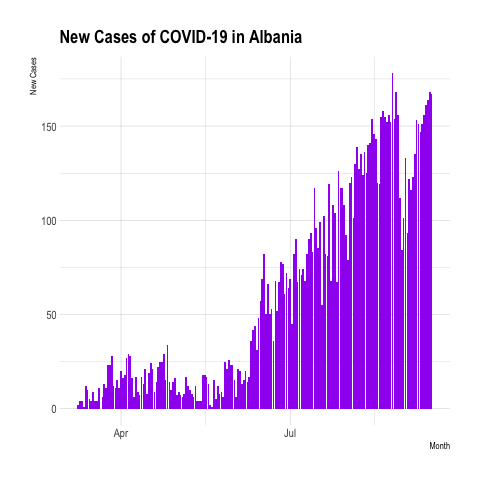 New Cases of COVID-19 in Albania
New Cases
150
100
50
0
Apr
Jul
Month